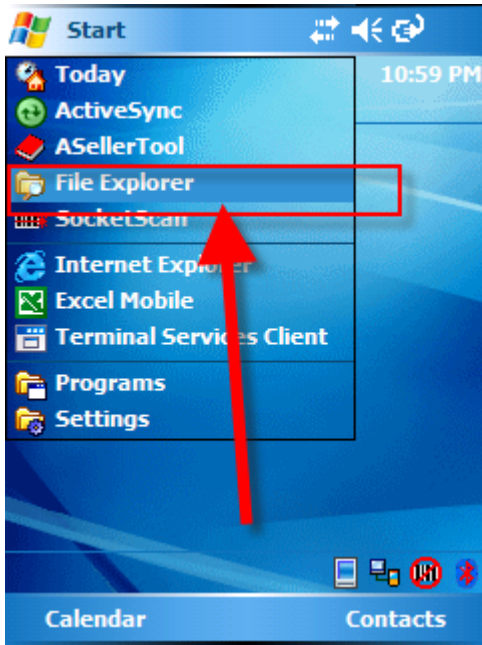 Start
Today
10:59 PM
ActiveSync
ASellerTool
File Explorer
SocketScan
Internet Explorer
Excel Mobile
Terminal Services Client
Programs
Settings
Calendar
Contacts